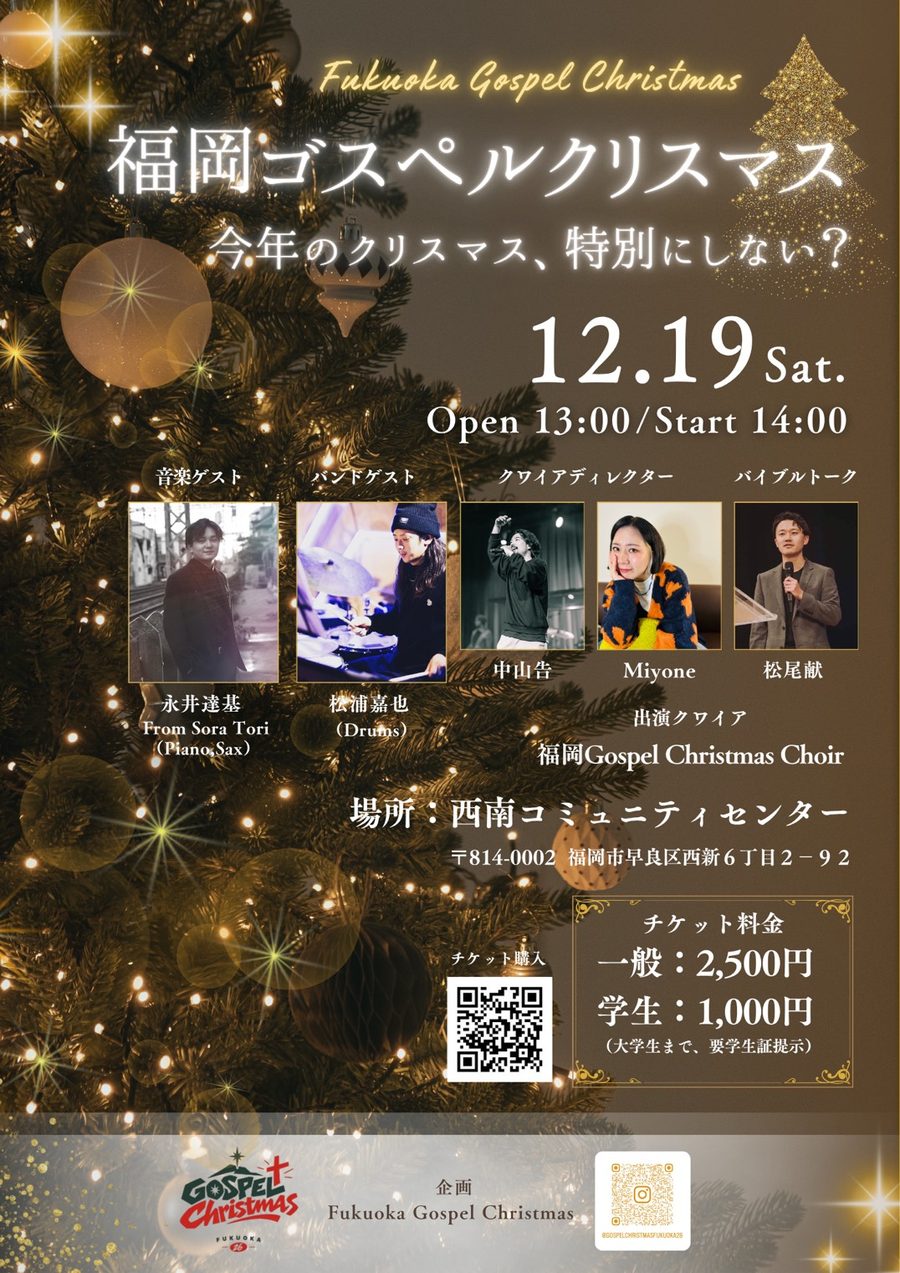 Fukuoka Gospel Christmas
福岡ゴスペルクリスマス
今年のクリスマス、特別にしない？
12.19 Sat.
Open 13:00/Start 14:00
音楽ゲスト
バンドゲスト
クワイアディレクター
バイブルトーク
中山告
Miyone
松尾献
永井達基
From Sora Tori
（Piano,Sax）
松浦嘉也
（Drums）
出演クワイア
福岡Gospel Christmas Choir
場所：西南コミュニティセンター
〒814-0002 福岡市早良区西新６丁目２－９２
チケット購入
チケット料金
一般：2,500円
学生：1,000円
（大学生まで、要学生証提示）
GOSPEL
Christmas
FUKUOKA
26
企画
Fukuoka Gospel Christmas
@GOSPELCHRISTMASFUKUOKA26